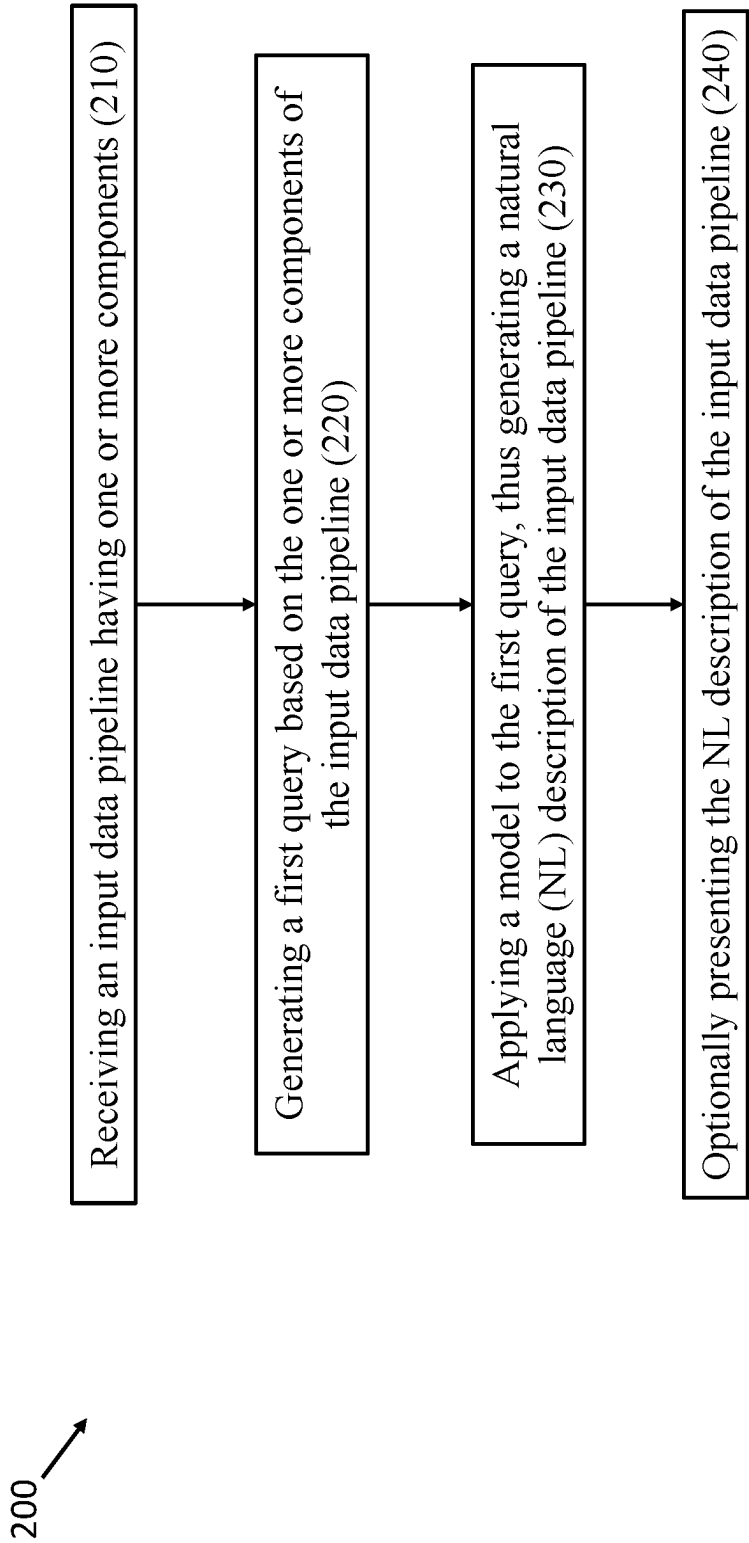 200
Receiving an input data pipeline having one or more components (210)
Generating a first query based on the one or more components of
the input data pipeline (220)
Applying a model to the first query, thus generating a natural
language (NL) description of the input data pipeline (230)
Optionally presenting the NL description of the input data pipeline (240)